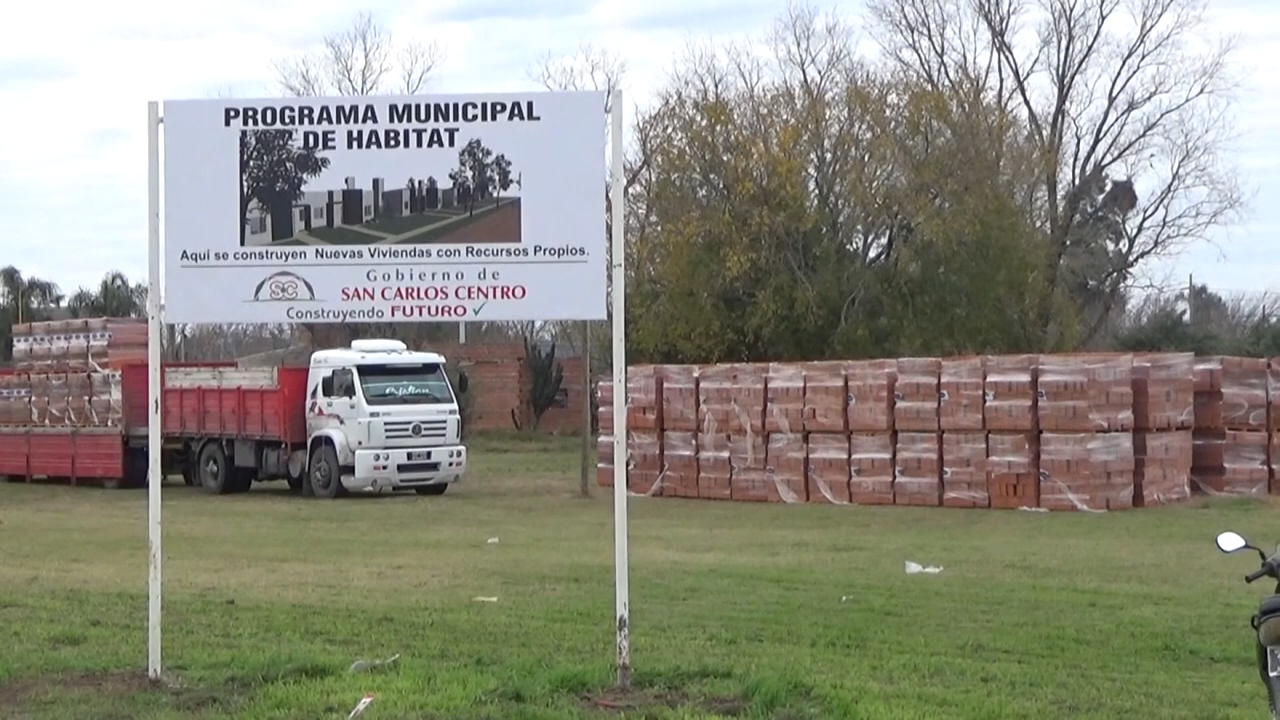 PROGRAMA MUNICIPAL
DE HABITAT
Aquí se construyen Nuevas Viviendas con Recursos Propios.
SC
Gobierno de
SAN CARLOS CENTRO
Construyendo FUTURO
Cristian